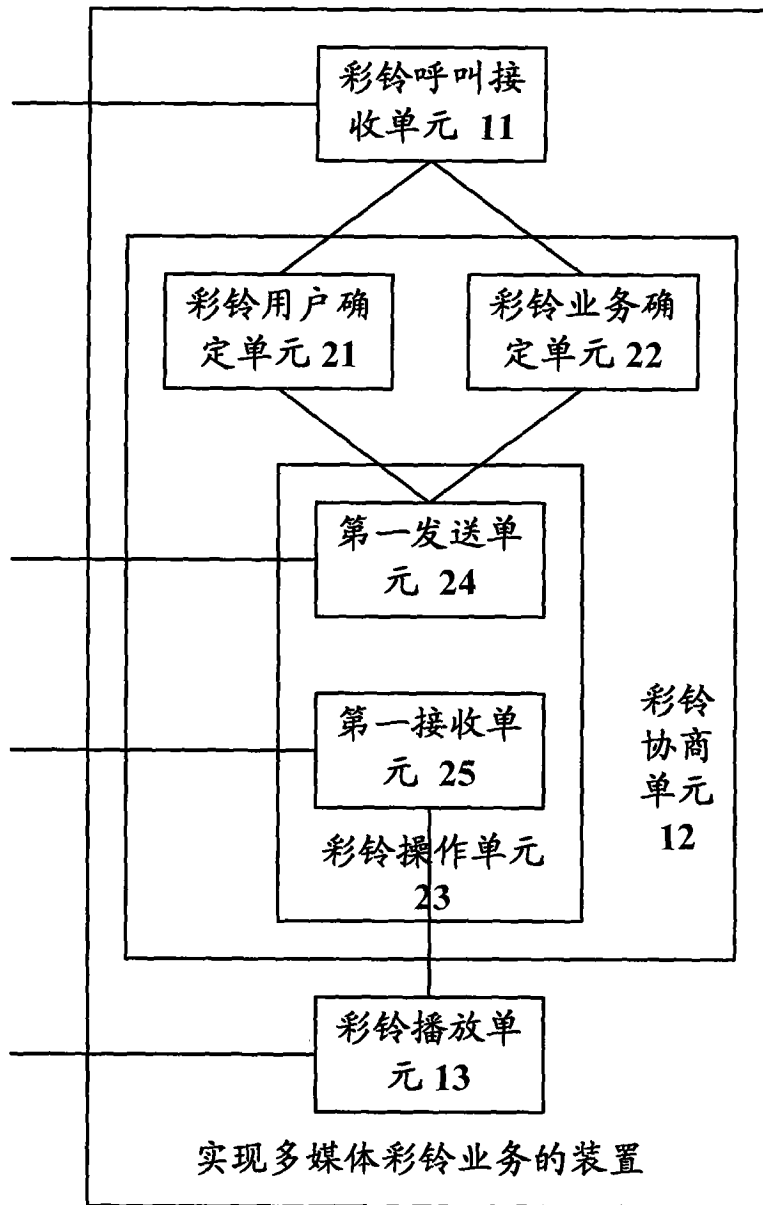 彩铃呼叫接
收单元 11
彩铃用户确
定单元 21
彩铃业务确
定单元 22
第一发送单
元 24
第一接收单
元 25
彩铃操作单元
23
彩铃
协商
单元
12
彩铃播放单
元 13
实现多媒体彩铃业务的装置